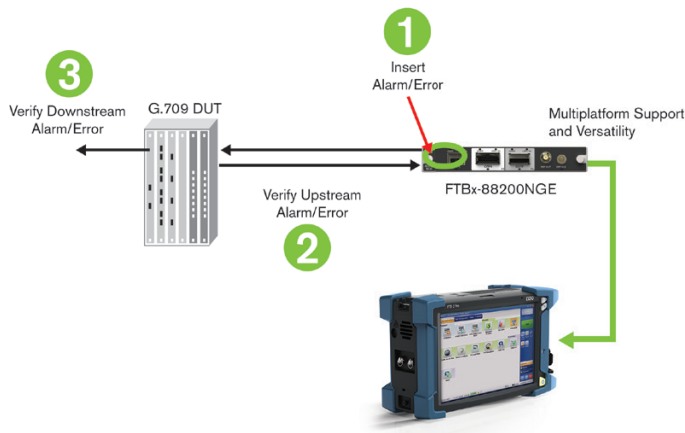 1
Insert
Alarm/Error
3
Verify Downstream
Alarm/Error
G.709 DUT
Multiplatform Support
and Versatility
FTBx-88200NGE
Verify Upstream
Alarm/Error
2